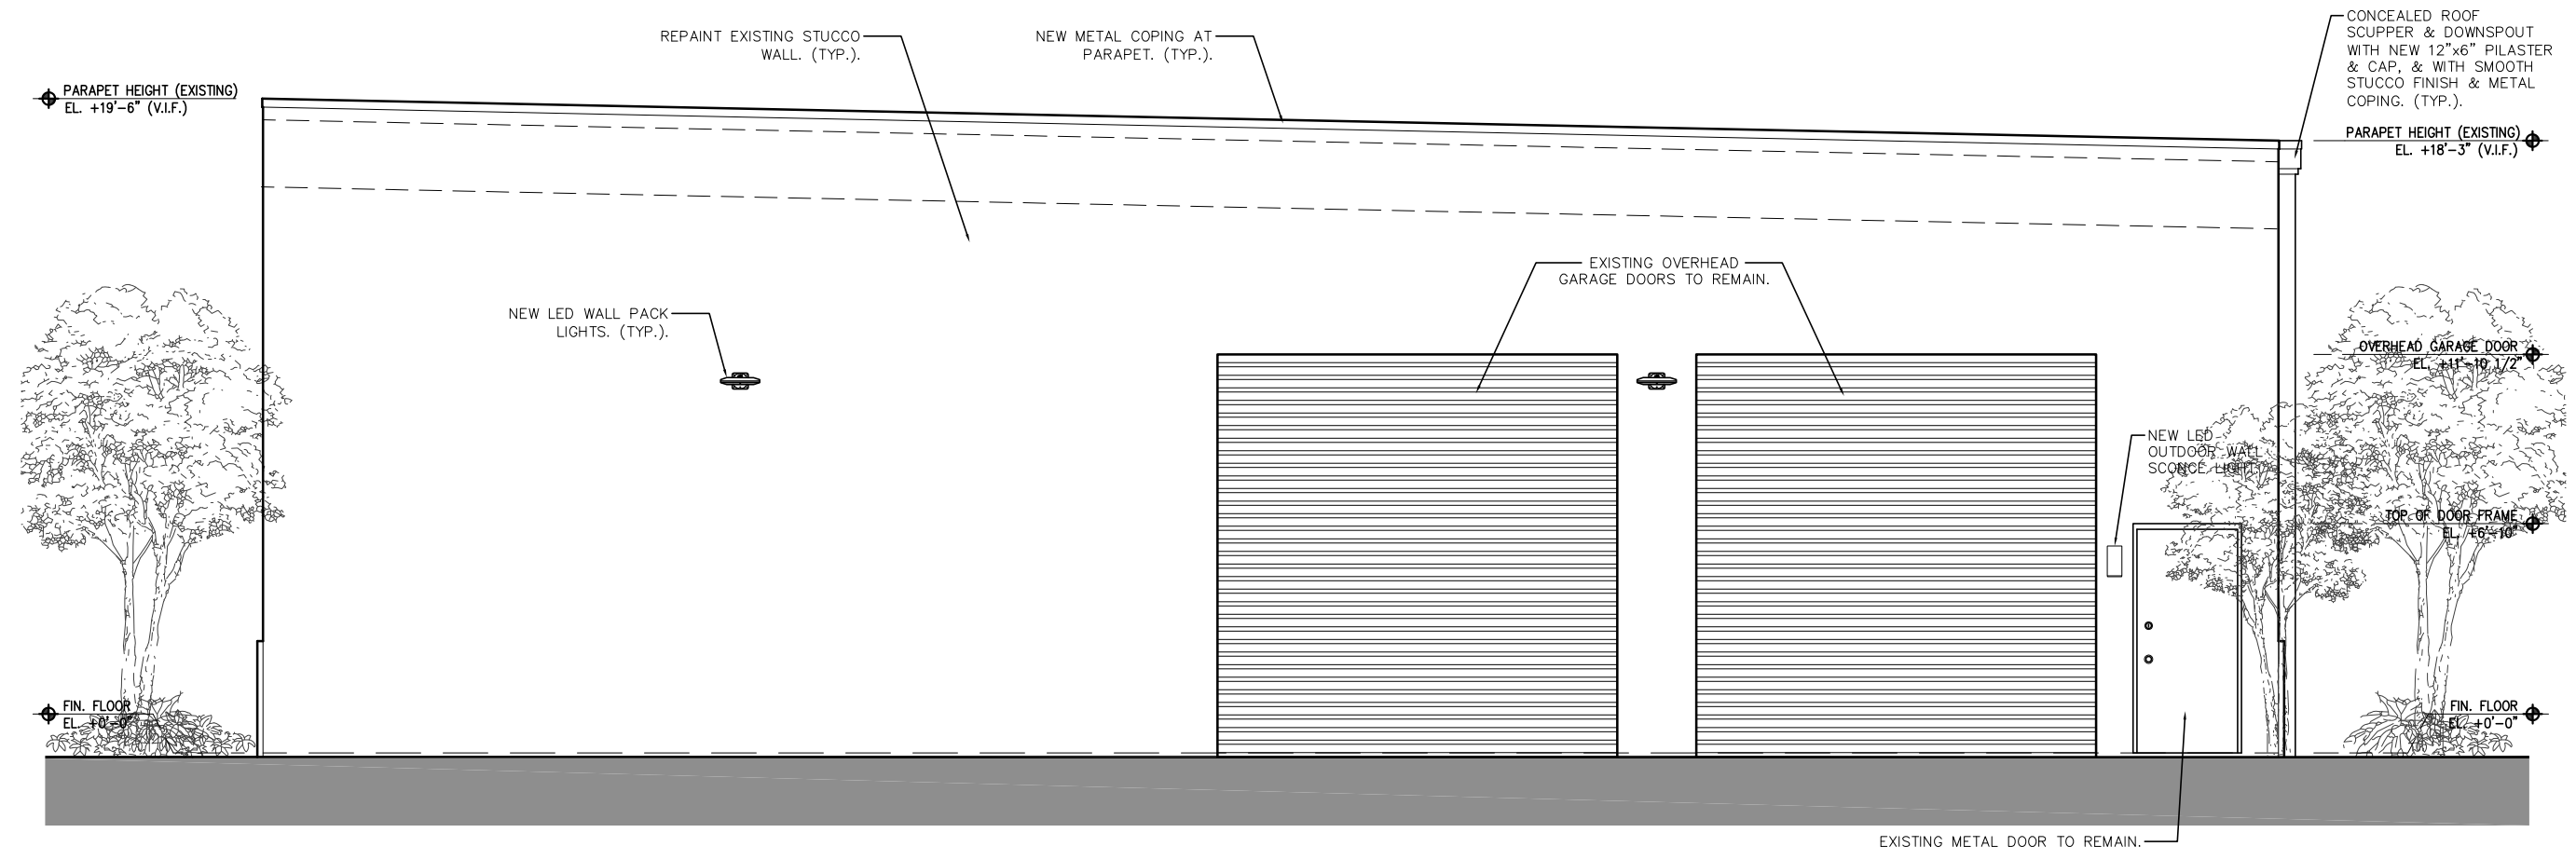 REPAINT EXISTING STUCCO
WALL. (TYP.).
NEW METAL COPING AT
PARAPET. (TYP.).
CONCEALED ROOF
SCUPPER & DOWNSPOUT
WITH NEW 12"x6" PILASTER
& CAP, & WITH SMOOTH
STUCCO FINISH & METAL
COPING. (TYP.).
PARAPET HEIGHT (EXISTING)
EL. +19'-6" (V.I.F.)
PARAPET HEIGHT (EXISTING)
EL. +18'-3" (V.I.F.)
EXISTING OVERHEAD
GARAGE DOORS TO REMAIN.
NEW LED WALL PACK
LIGHTS. (TYP.).
OVERHEAD GARAGE DOOR
EL. +11'-10 1/2"
NEW LED
OUTDOOR WALL
SCONCE LIGHT.
TOP OF DOOR FRAME
EL. +6'-10"
FIN. FLOOR
EL. +0'-0"
FIN. FLOOR
EL. +0'-0"
EXISTING METAL DOOR TO REMAIN.